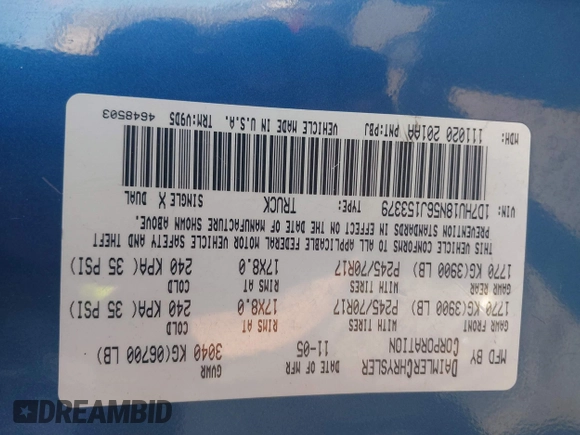 MFD BY DAIMLERCHRYSLER DATE OF MFR GVWR
CORPORATION 11-05 3040 KG(06700 LB)
GAWR FRONT WITH TIRES RIMS AT COLD
1770 KG(3900 LB) P245/70R17 17X8.0 240 KPA( 35 PSI)
GAWR REAR WITH TIRES RIMS AT COLD
1770 KG(3900 LB) P245/70R17 17X8.0 240 KPA( 35 PSI)
THIS VEHICLE CONFORMS TO ALL APPLICABLE FEDERAL MOTOR VEHICLE SAFETY AND THEFT
PREVENTION STANDARDS IN EFFECT ON THE DATE OF MANUFACTURE SHOWN ABOVE.
VIN: 1D7HU18N56J153379 TYPE: TRUCK SINGLE X DUAL
MDH: 111020 201AA PNT:PBJ VEHICLE MADE IN U.S.A. TRM:V9D5 4648503
DREAMBID